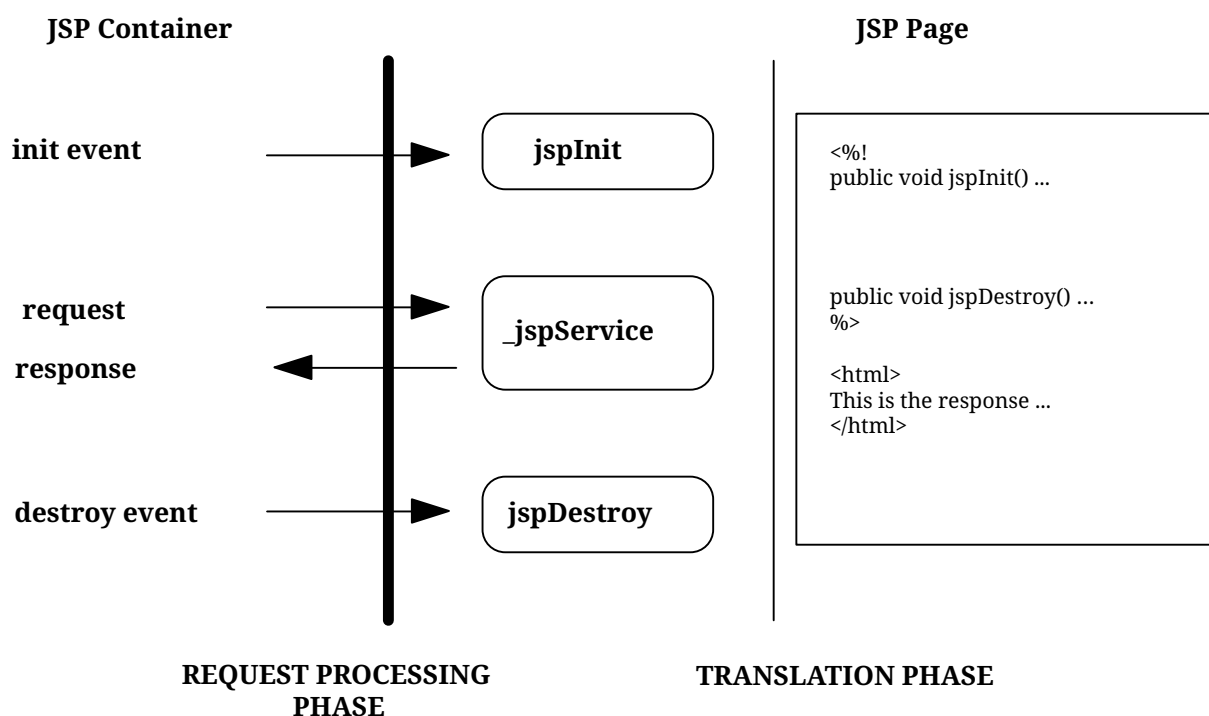 JSP Container
JSP Page
init event
jspInit
<%!
public void jspInit() ...
request
response
_jspService
public void jspDestroy() …
%>
<html>
This is the response ...
</html>
destroy event
jspDestroy
REQUEST PROCESSING
PHASE
TRANSLATION PHASE